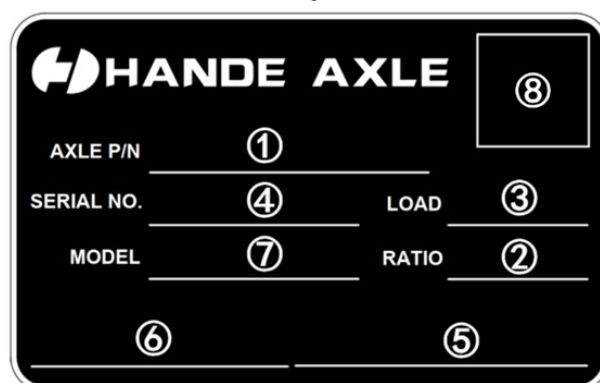 HANDE AXLE
⑧
AXLE P/N ①
SERIAL NO. ④ LOAD ③
MODEL ⑦ RATIO ②
⑥ ⑤